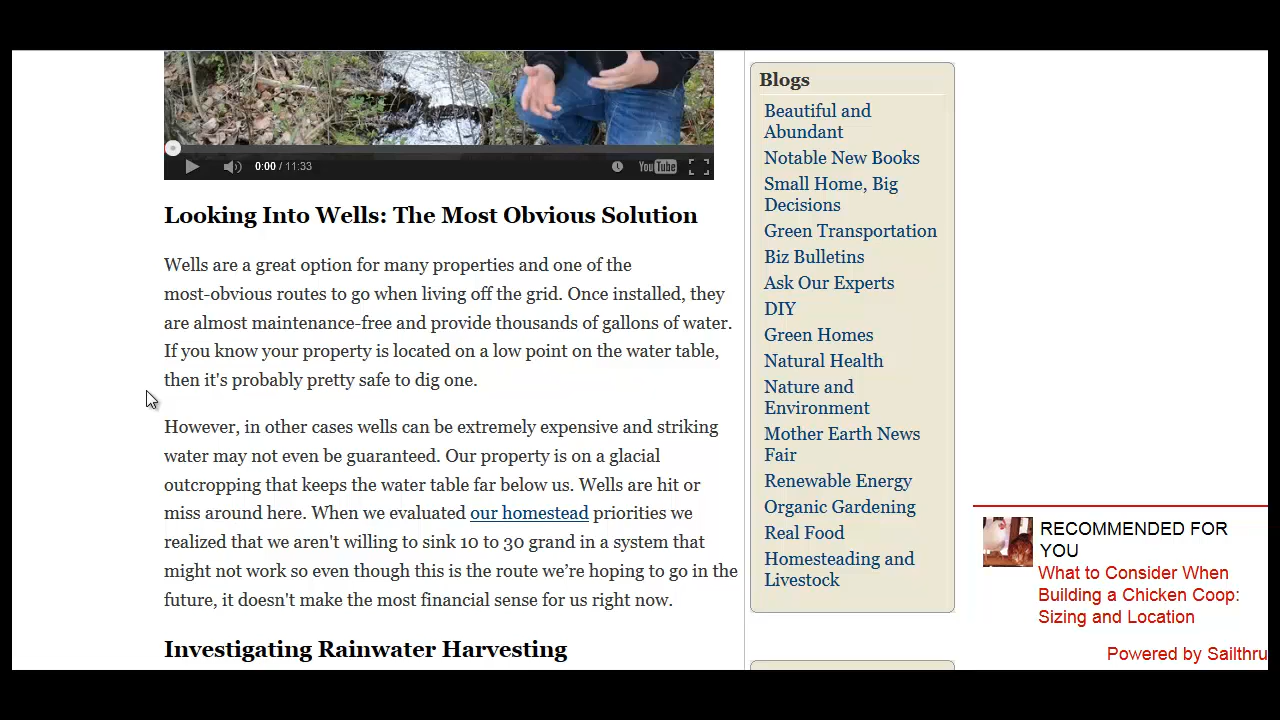 0:00 / 11:33
YouTube
Looking Into Wells: The Most Obvious Solution
Wells are a great option for many properties and one of the
most-obvious routes to go when living off the grid. Once installed, they
are almost maintenance-free and provide thousands of gallons of water.
If you know your property is located on a low point on the water table,
then it's probably pretty safe to dig one.
However, in other cases wells can be extremely expensive and striking
water may not even be guaranteed. Our property is on a glacial
outcropping that keeps the water table far below us. Wells are hit or
miss around here. When we evaluated our homestead priorities we
realized that we aren't willing to sink 10 to 30 grand in a system that
might not work so even though this is the route we’re hoping to go in the
future, it doesn't make the most financial sense for us right now.
Investigating Rainwater Harvesting
Blogs
Beautiful and
Abundant
Notable New Books
Small Home, Big
Decisions
Green Transportation
Biz Bulletins
Ask Our Experts
DIY
Green Homes
Natural Health
Nature and
Environment
Mother Earth News
Fair
Renewable Energy
Organic Gardening
Real Food
Homesteading and
Livestock
RECOMMENDED FOR
YOU
What to Consider When
Building a Chicken Coop:
Sizing and Location
Powered by Sailthru